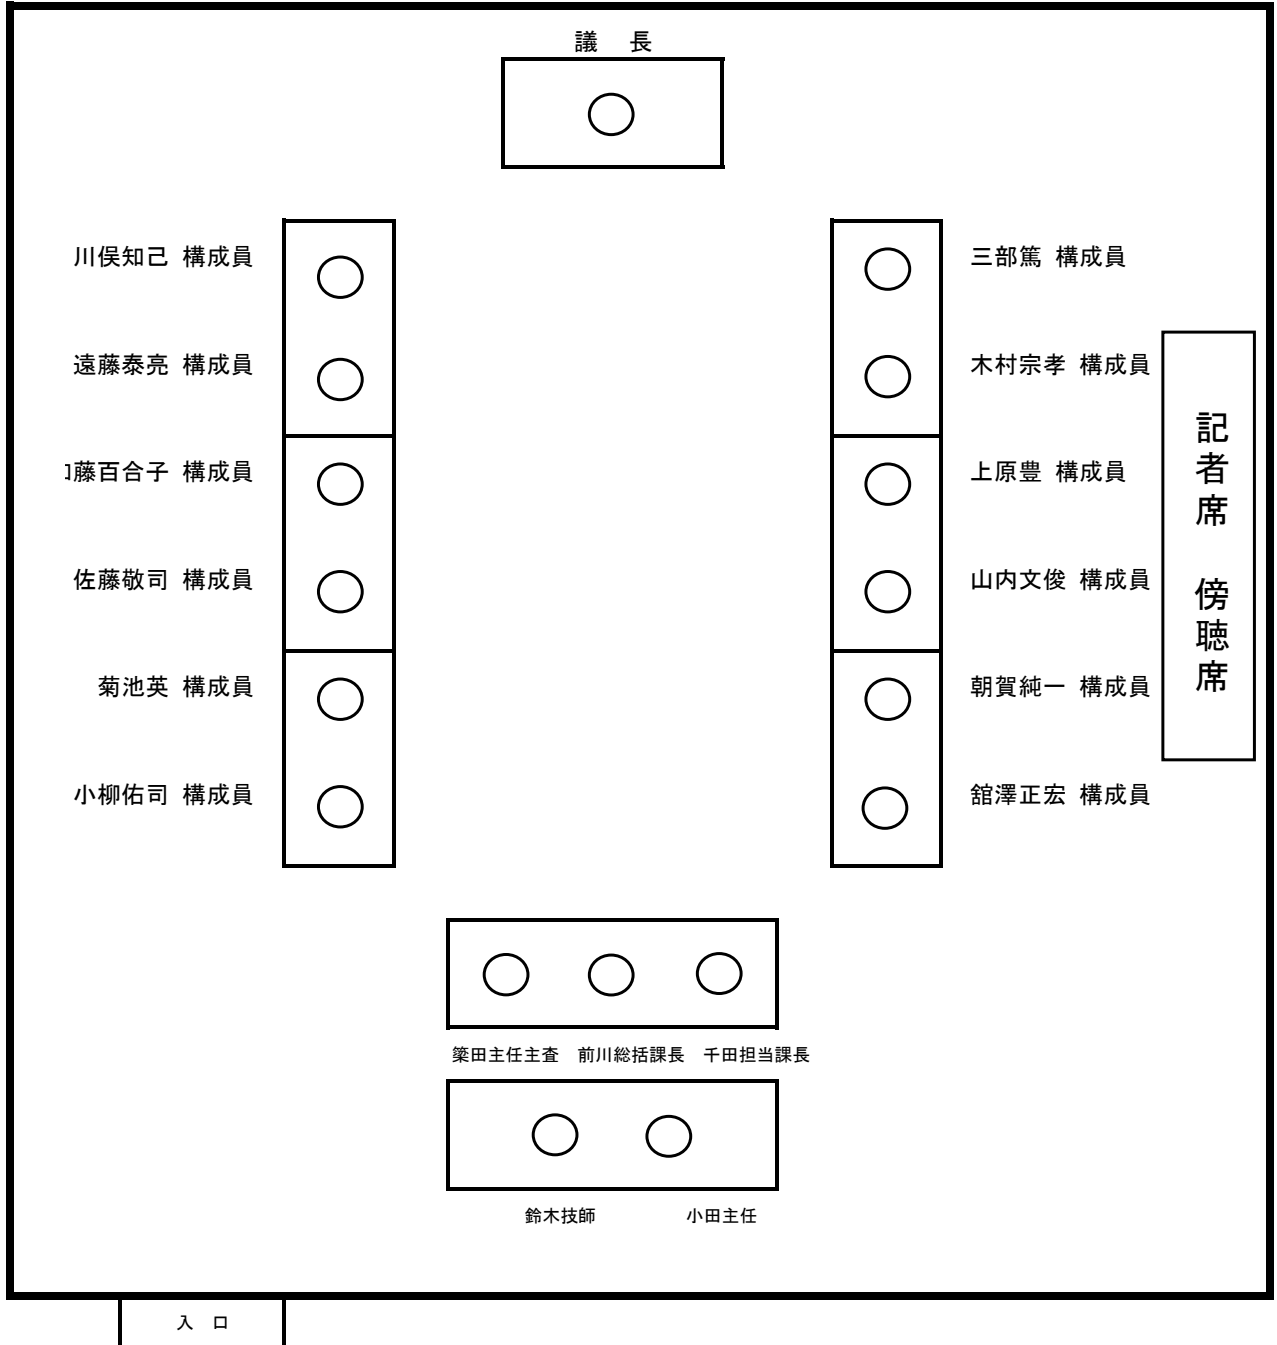 議　長
川俣知己 構成員
三部篤 構成員
遠藤泰亮 構成員
木村宗孝 構成員
藤百合子 構成員
上原豊 構成員
佐藤敬司 構成員
山内文俊 構成員
菊池英 構成員
朝賀純一 構成員
小柳佑司 構成員
舘澤正宏 構成員
記者席　傍聴席
簗田主任主査　前川総括課長　千田担当課長
鈴木技師　小田主任
入　口